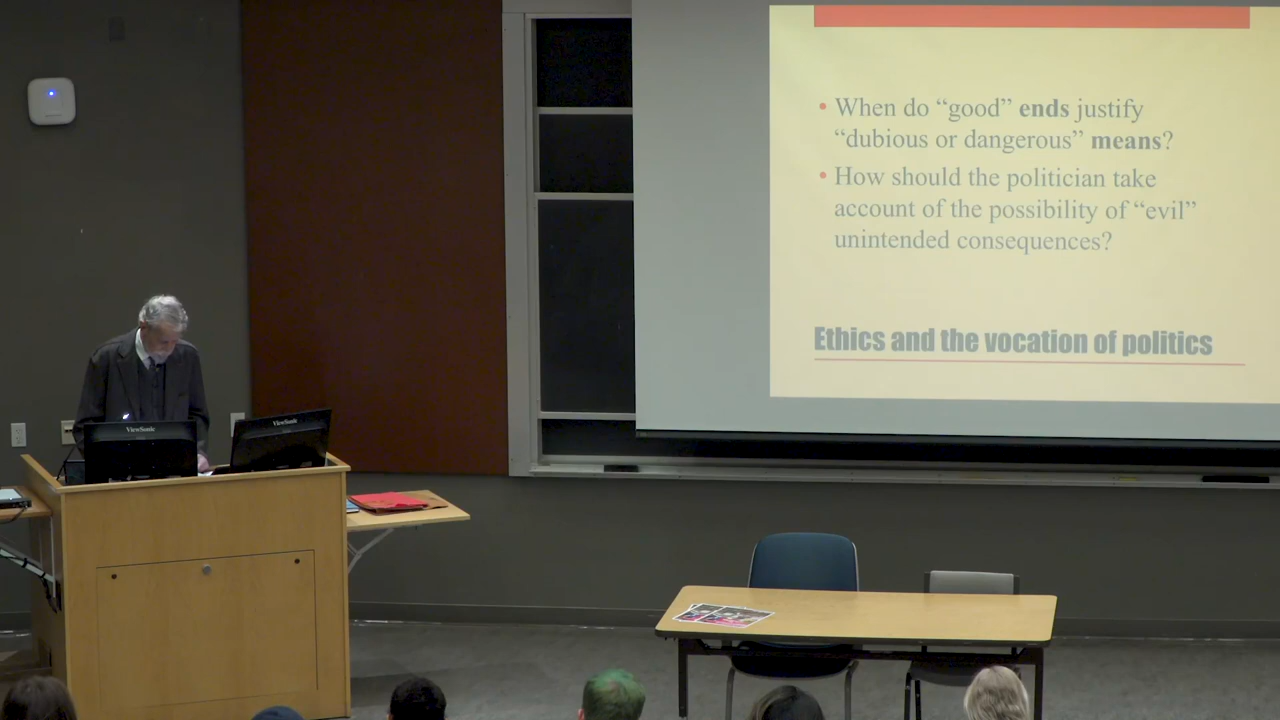 • When do “good” ends justify
“dubious or dangerous” means?
• How should the politician take
account of the possibility of “evil”
unintended consequences?
Ethics and the vocation of politics
ViewSonic
ViewSonic